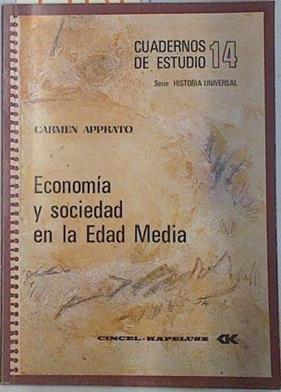 CUADERNOS
DE ESTUDIO 14
Serie HISTORIA UNIVERSAL
CARMEN APPRATO
Economía
y sociedad
en la Edad Media
CINCEL-KAPELUSZ CK